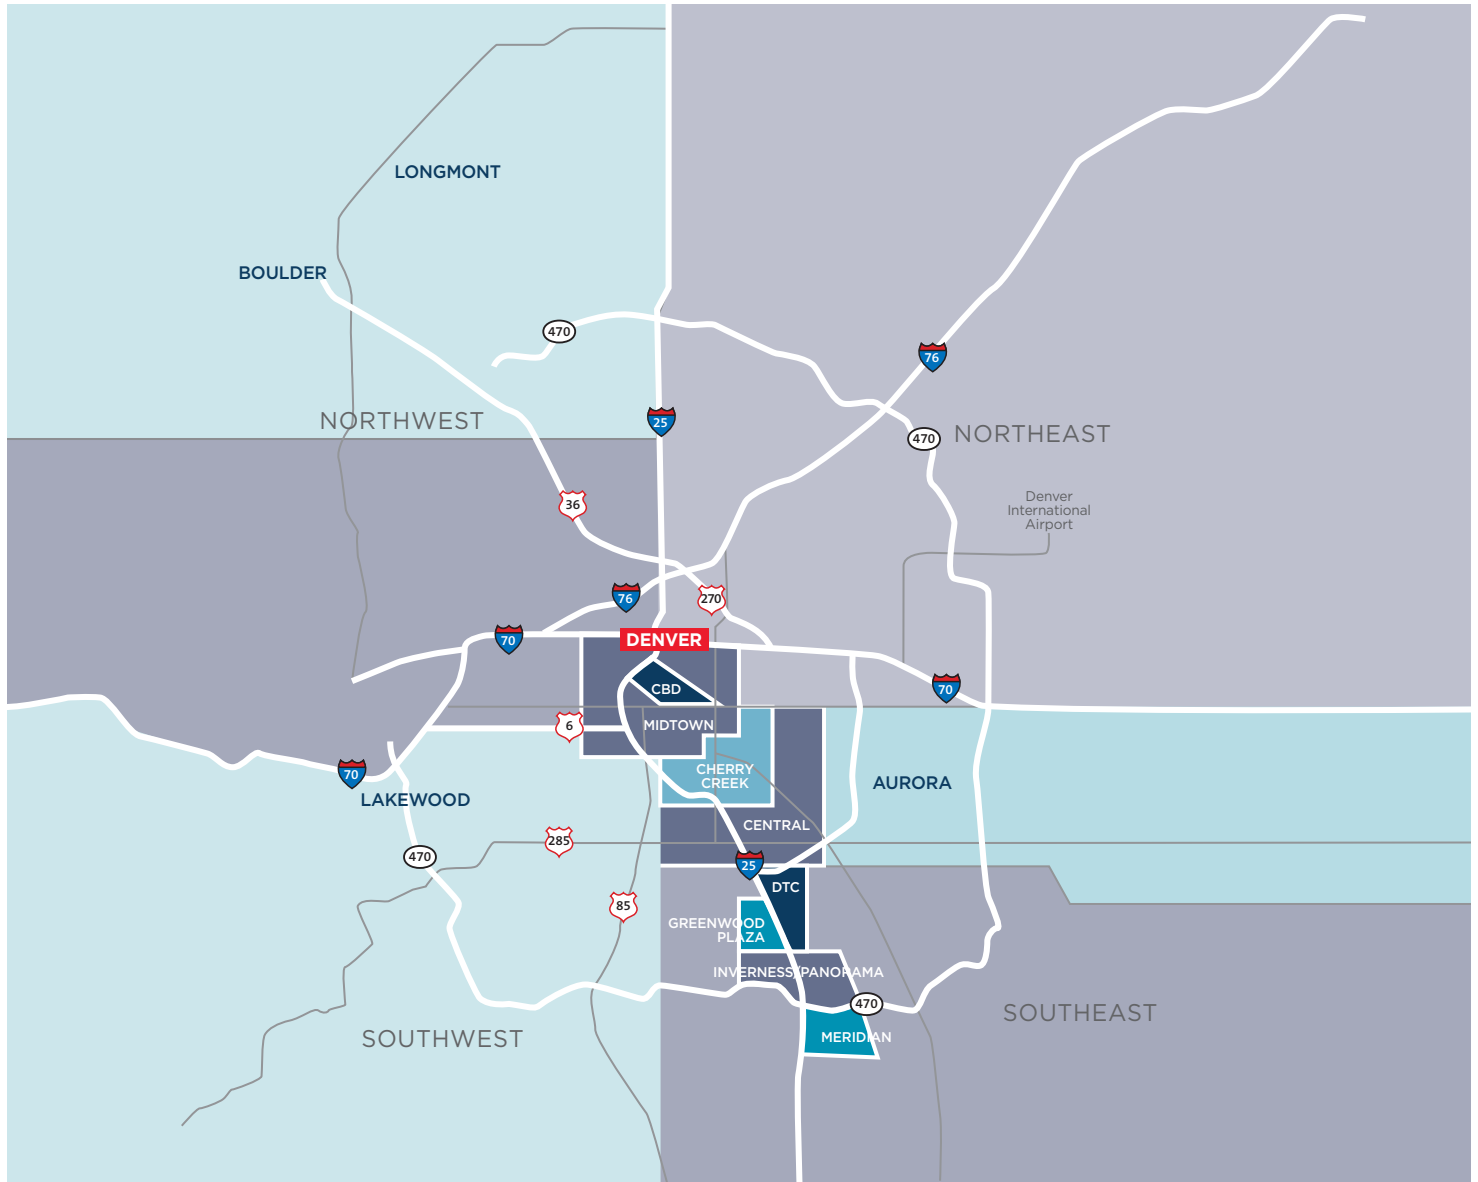 LONGMONT
BOULDER
470
76
25
NORTHWEST
NORTHEAST
470
36
Denver
International
Airport
76
270
70
DENVER
CBD
70
6
MIDTOWN
70
CHERRY
CREEK
AURORA
LAKEWOOD
CENTRAL
285
470
25
DTC
85
GREENWOOD
PLAZA
INVERNESS/PANORAMA
470
SOUTHEAST
SOUTHWEST
MERIDIAN